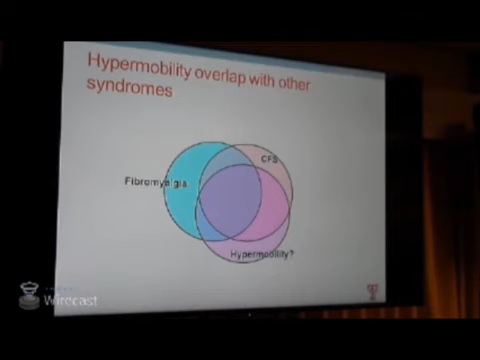 Hypermobility overlap with other
syndromes
CFS
Fibromyalgia
Hypermobility?
Wirecast